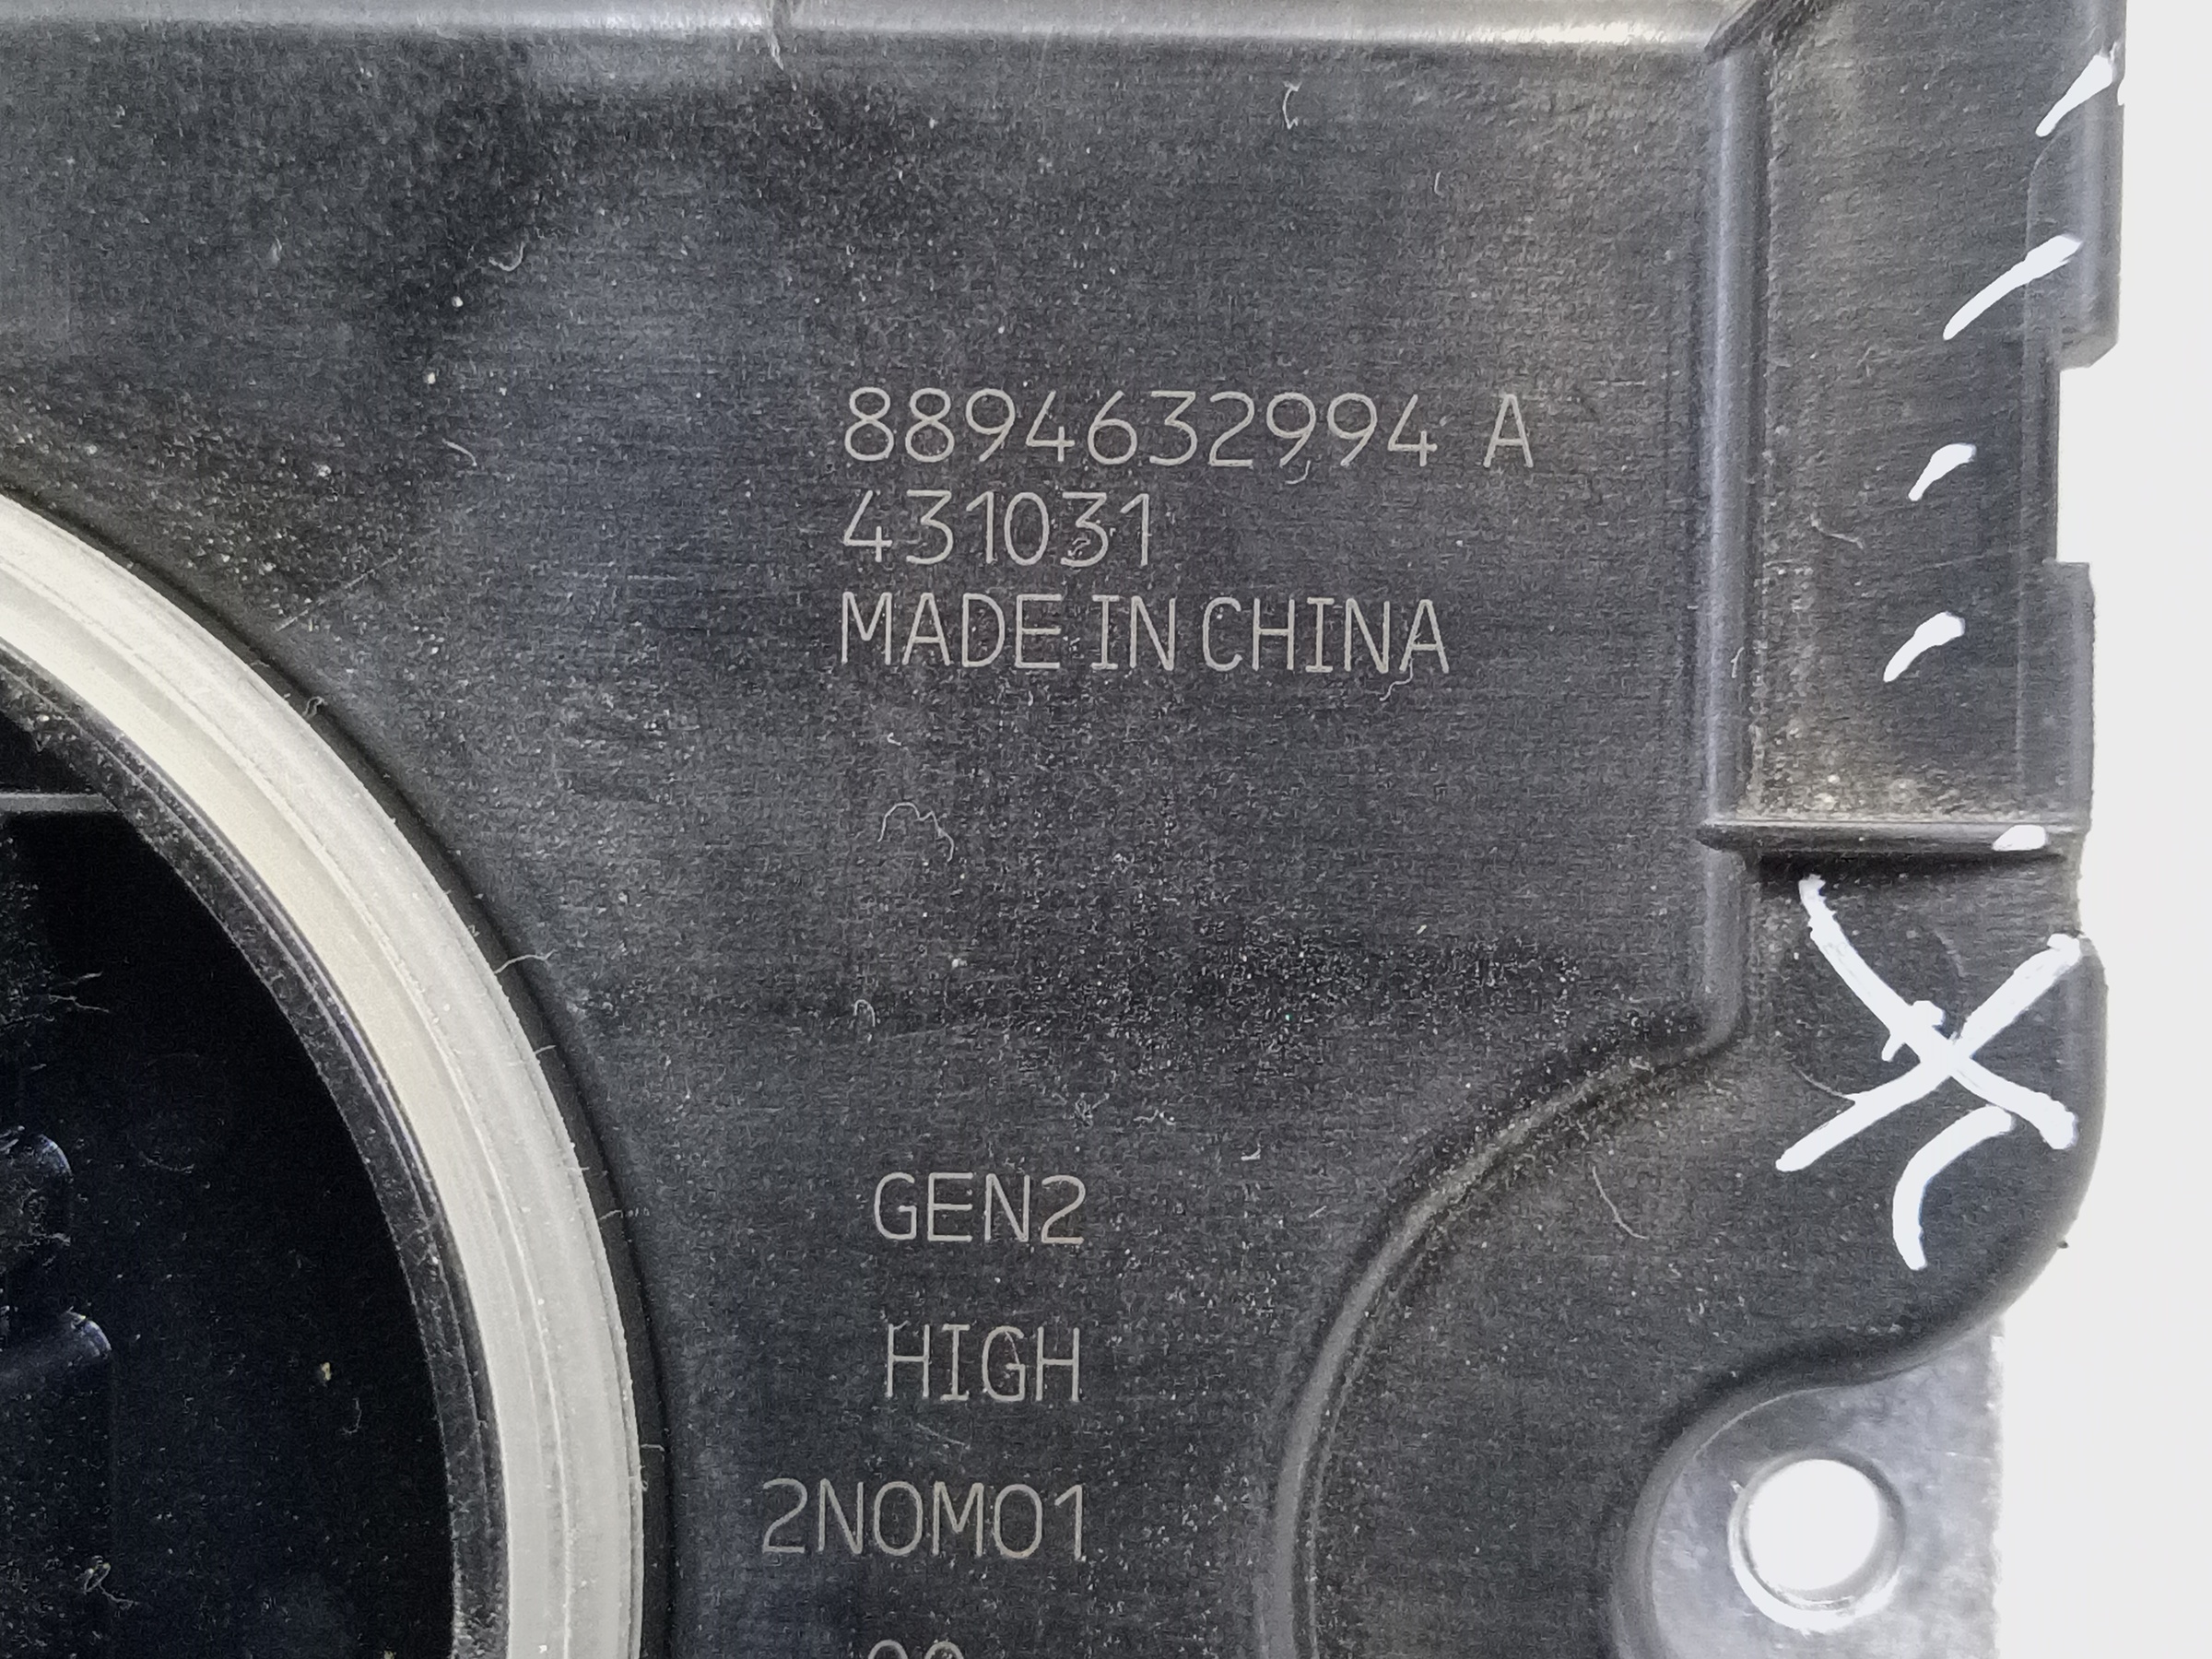 8894632994 A
431031
MADE IN CHINA
GEN2
HIGH
2N0M01